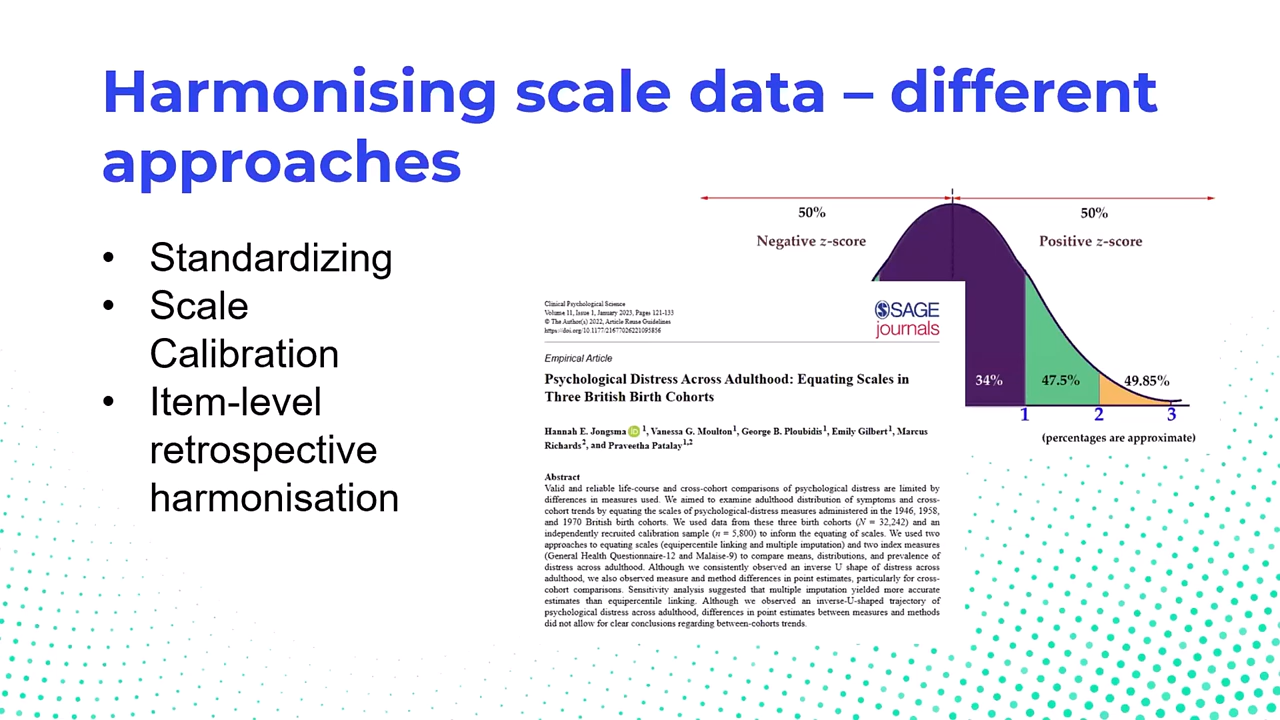 Harmonising scale data – different
approaches
• Standardizing
• Scale
Calibration
• Item-level
retrospective
harmonisation
50%
50%
Negative z-score
Positive z-score
34%
47.5%
49.85%
1
2
3
(percentages are approximate)
Clinical Psychological Science
Volume 11, Issue 1, January 2023, Pages 121-133
© The Author(s) 2022, Article Reuse Guidelines
https://doi.org/10.1177/21677026221095856
SAGE
journals
Empirical Article
Psychological Distress Across Adulthood: Equating Scales in
Three British Birth Cohorts
Hannah E. Jongsma iD 1, Vanessa G. Moulton1, George B. Ploubidis1, Emily Gilbert1, Marcus
Richards2, and Praveetha Patalay1,2
Abstract
Valid and reliable life-course and cross-cohort comparisons of psychological distress are limited by
differences in measures used. We aimed to examine adulthood distribution of symptoms and cross-
cohort trends by equating the scales of psychological-distress measures administered in the 1946, 1958,
and 1970 British birth cohorts. We used data from these three birth cohorts (N = 32,242) and an
independently recruited calibration sample (n = 5,800) to inform the equating of scales. We used two
approaches to equating scales (equipercentile linking and multiple imputation) and two index measures
(General Health Questionnaire-12 and Malaise-9) to compare means, distributions, and prevalence of
distress across adulthood. Although we consistently observed an inverse U shape of distress across
adulthood, we also observed measure and method differences in point estimates, particularly for cross-
cohort comparisons. Sensitivity analysis suggested that multiple imputation yielded more accurate
estimates than equipercentile linking. Although we observed an inverse-U-shaped trajectory of
psychological distress across adulthood, differences in point estimates between measures and methods
did not allow for clear conclusions regarding between-cohorts trends.